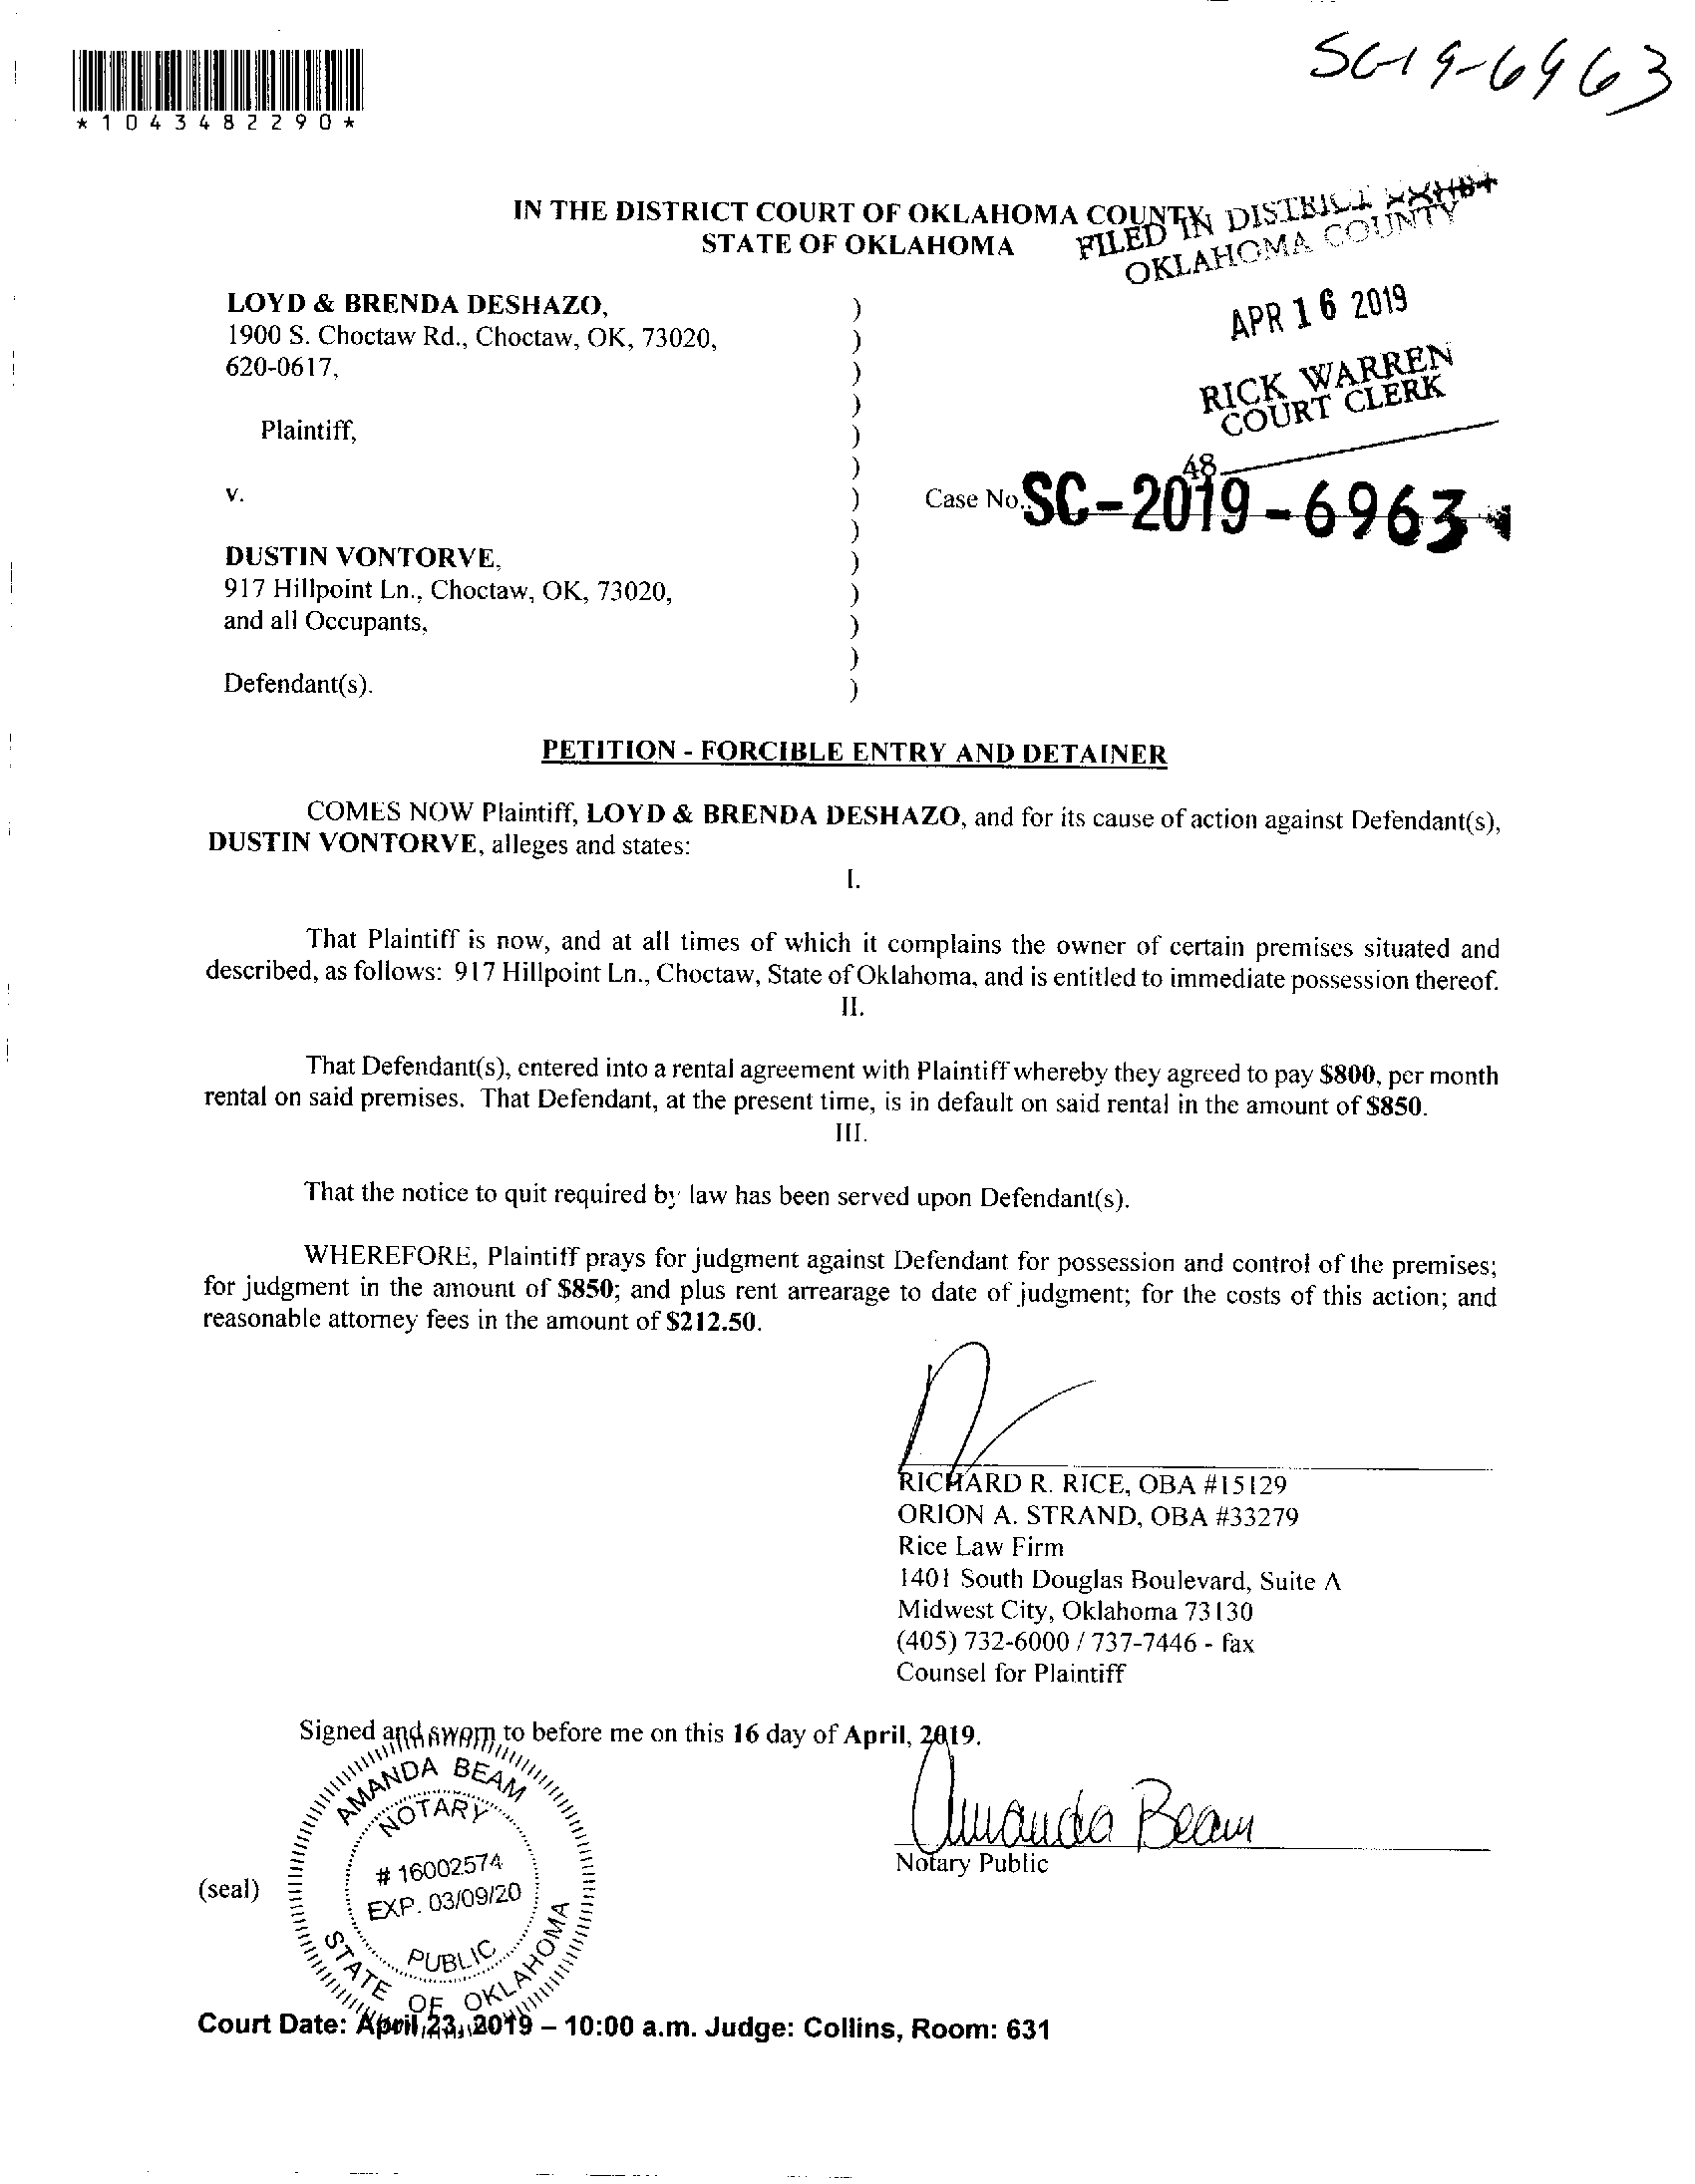 SC-19-6963
*1043482290*
IN THE DISTRICT COURT OF OKLAHOMA COUNTY
STATE OF OKLAHOMA
FILED IN DISTRICT COURT
OKLAHOMA COUNTY
APR 16 2019
RICK WARREN
COURT CLERK
48
LOYD & BRENDA DESHAZO,
1900 S. Choctaw Rd., Choctaw, OK, 73020,
620-0617,
Plaintiff,
v.
Case No.: SC-2019-6963
DUSTIN VONTORVE,
917 Hillpoint Ln., Choctaw, OK, 73020,
and all Occupants,
Defendant(s).
)
)
)
)
)
)
)
)
)
)
)
)
)
PETITION - FORCIBLE ENTRY AND DETAINER
COMES NOW Plaintiff, LOYD & BRENDA DESHAZO, and for its cause of action against Defendant(s),
DUSTIN VONTORVE, alleges and states:
I.
That Plaintiff is now, and at all times of which it complains the owner of certain premises situated and
described, as follows: 917 Hillpoint Ln., Choctaw, State of Oklahoma, and is entitled to immediate possession thereof.
II.
That Defendant(s), entered into a rental agreement with Plaintiff whereby they agreed to pay $800, per month
rental on said premises. That Defendant, at the present time, is in default on said rental in the amount of $850.
III.
That the notice to quit required by law has been served upon Defendant(s).
WHEREFORE, Plaintiff prays for judgment against Defendant for possession and control of the premises;
for judgment in the amount of $850; and plus rent arrearage to date of judgment; for the costs of this action; and
reasonable attorney fees in the amount of $212.50.
RICHARD R. RICE, OBA #15129
ORION A. STRAND, OBA #33279
Rice Law Firm
1401 South Douglas Boulevard, Suite A
Midwest City, Oklahoma 73130
(405) 732-6000 / 737-7446 - fax
Counsel for Plaintiff
Signed and sworn to before me on this 16 day of April, 2019.
Amanda Beam
Notary Public
(seal)
AMANDA BEAM
NOTARY
# 16002574
EXP. 03/09/20
PUBLIC
STATE OF OKLAHOMA
Court Date: April 23, 2019 – 10:00 a.m. Judge: Collins, Room: 631